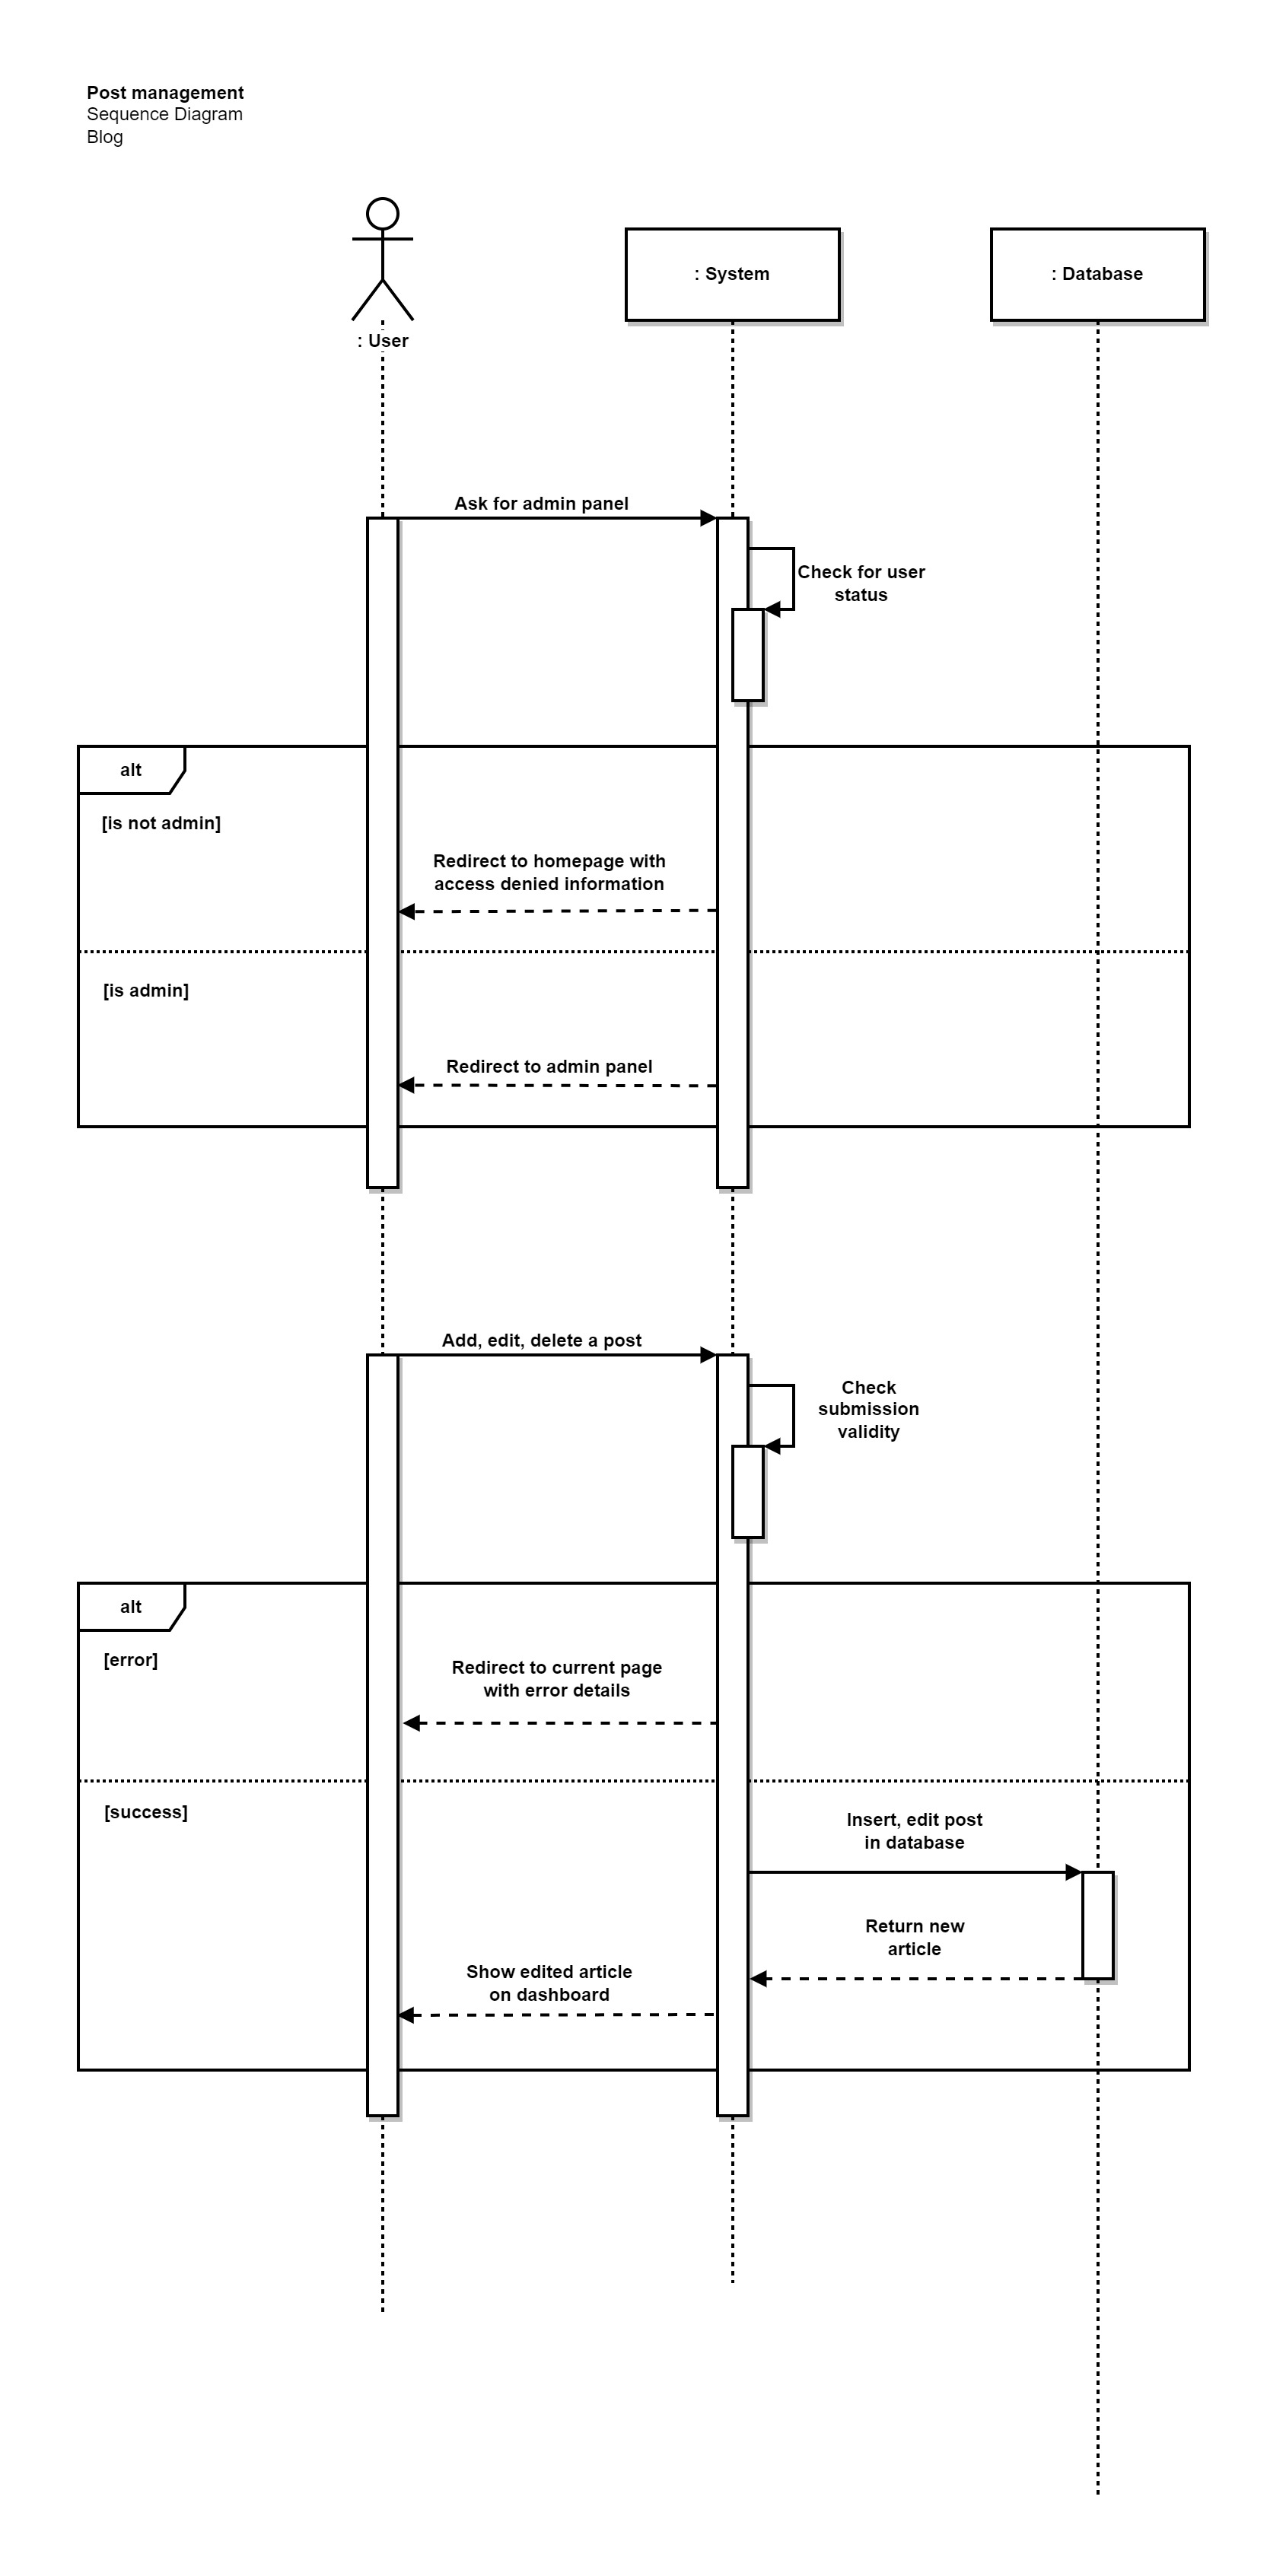 Post management
Sequence Diagram
Blog
: User
: System
: Database
Ask for admin panel
Check for user
status
alt
[is not admin]
Redirect to homepage with
access denied information
[is admin]
Redirect to admin panel
Add, edit, delete a post
Check
submission
validity
alt
[error]
Redirect to current page
with error details
[success]
Insert, edit post
in database
Return new
article
Show edited article
on dashboard